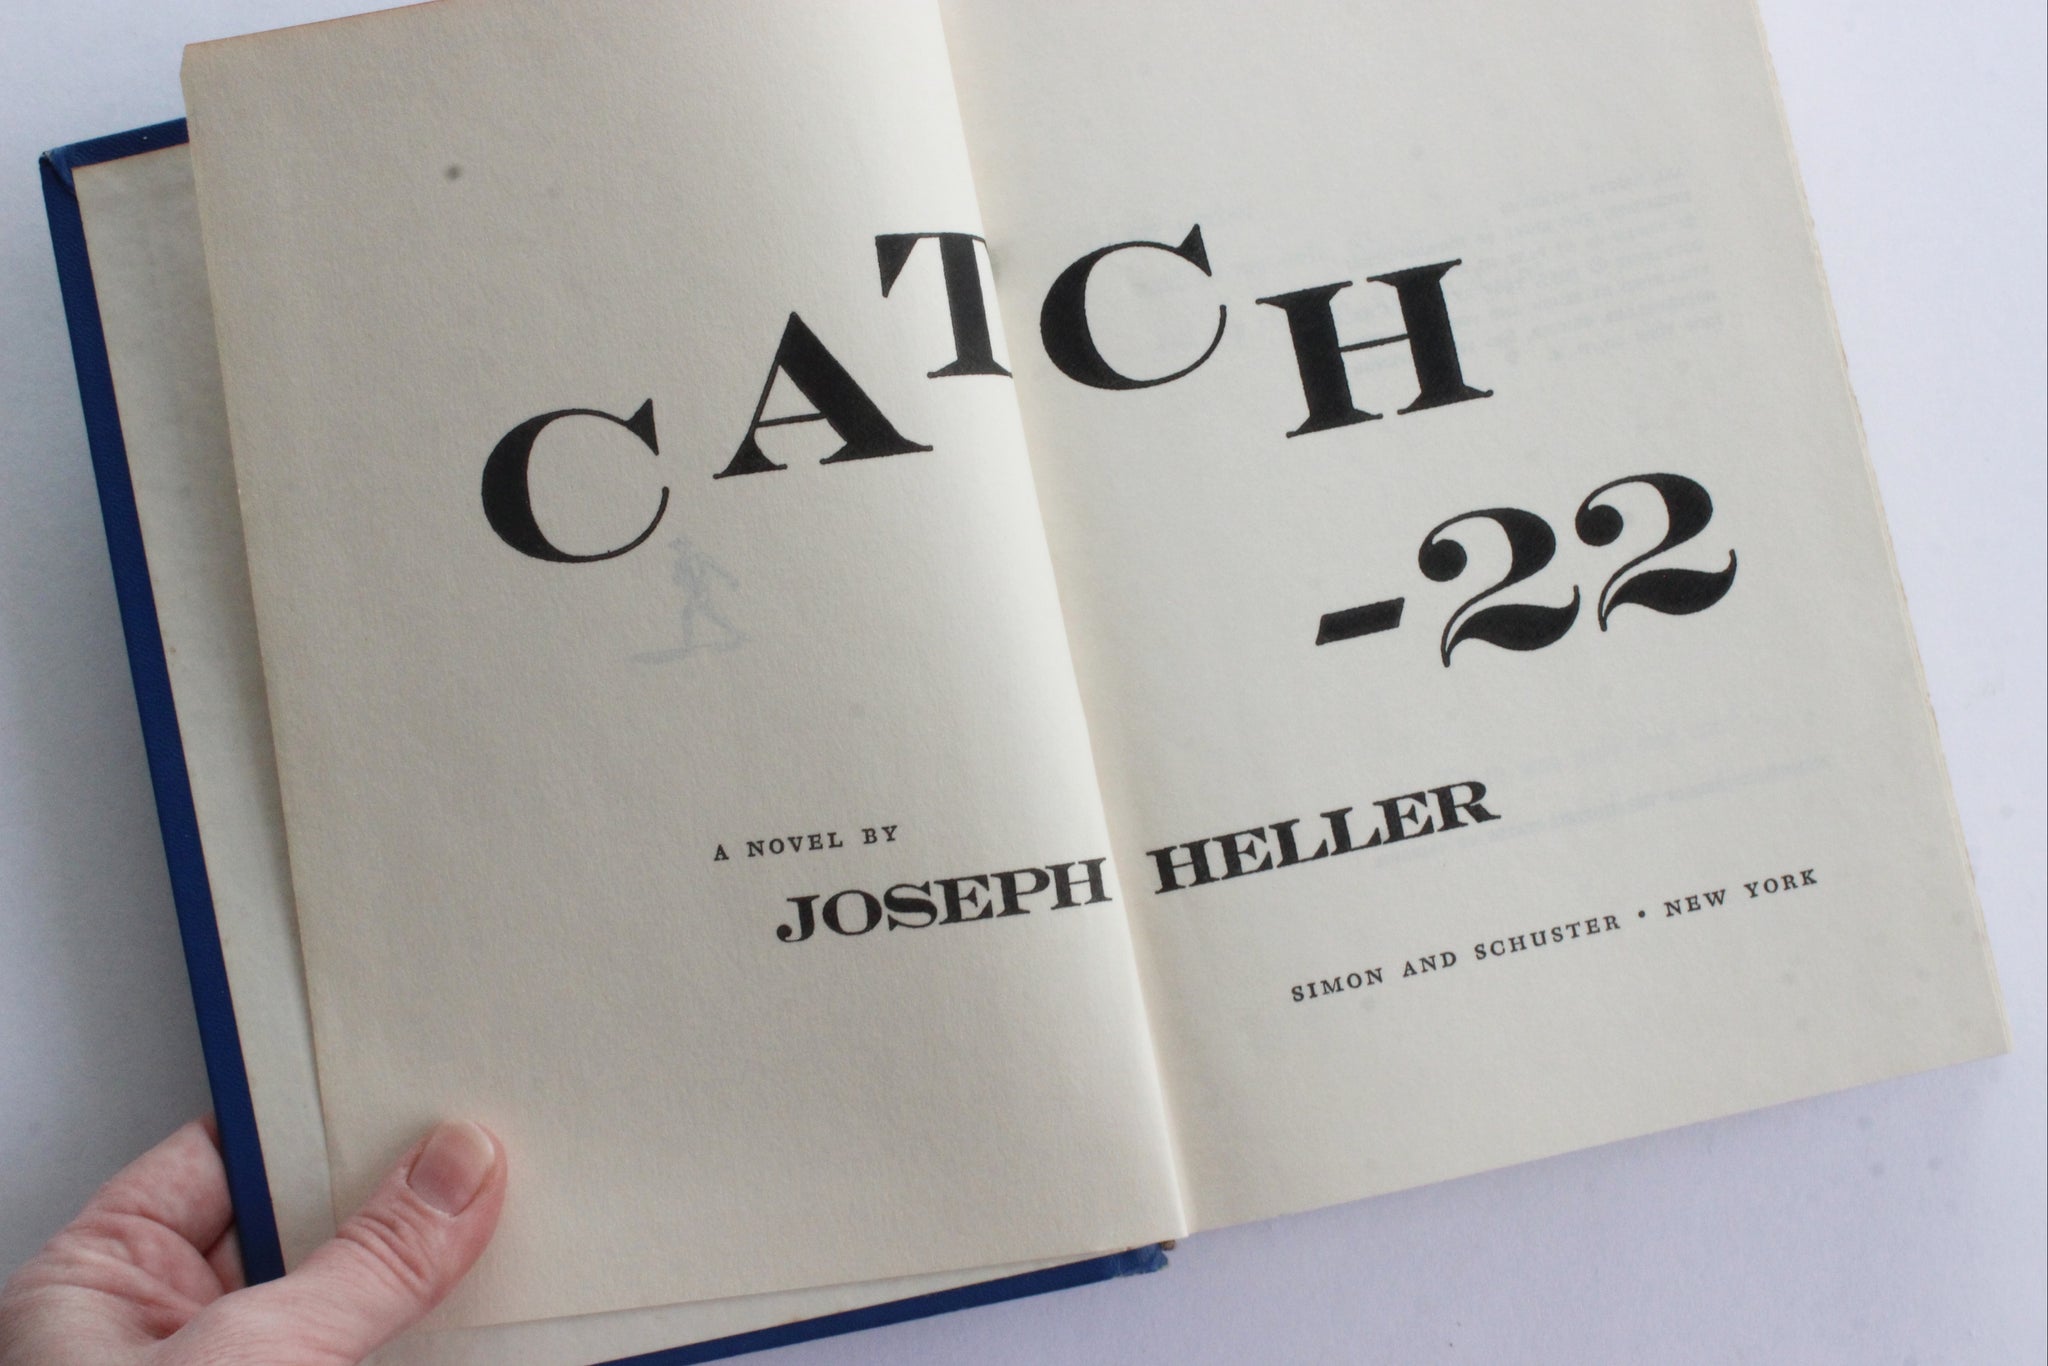 CATCH
-22
A NOVEL BY
JOSEPH HELLER
SIMON AND SCHUSTER • NEW YORK